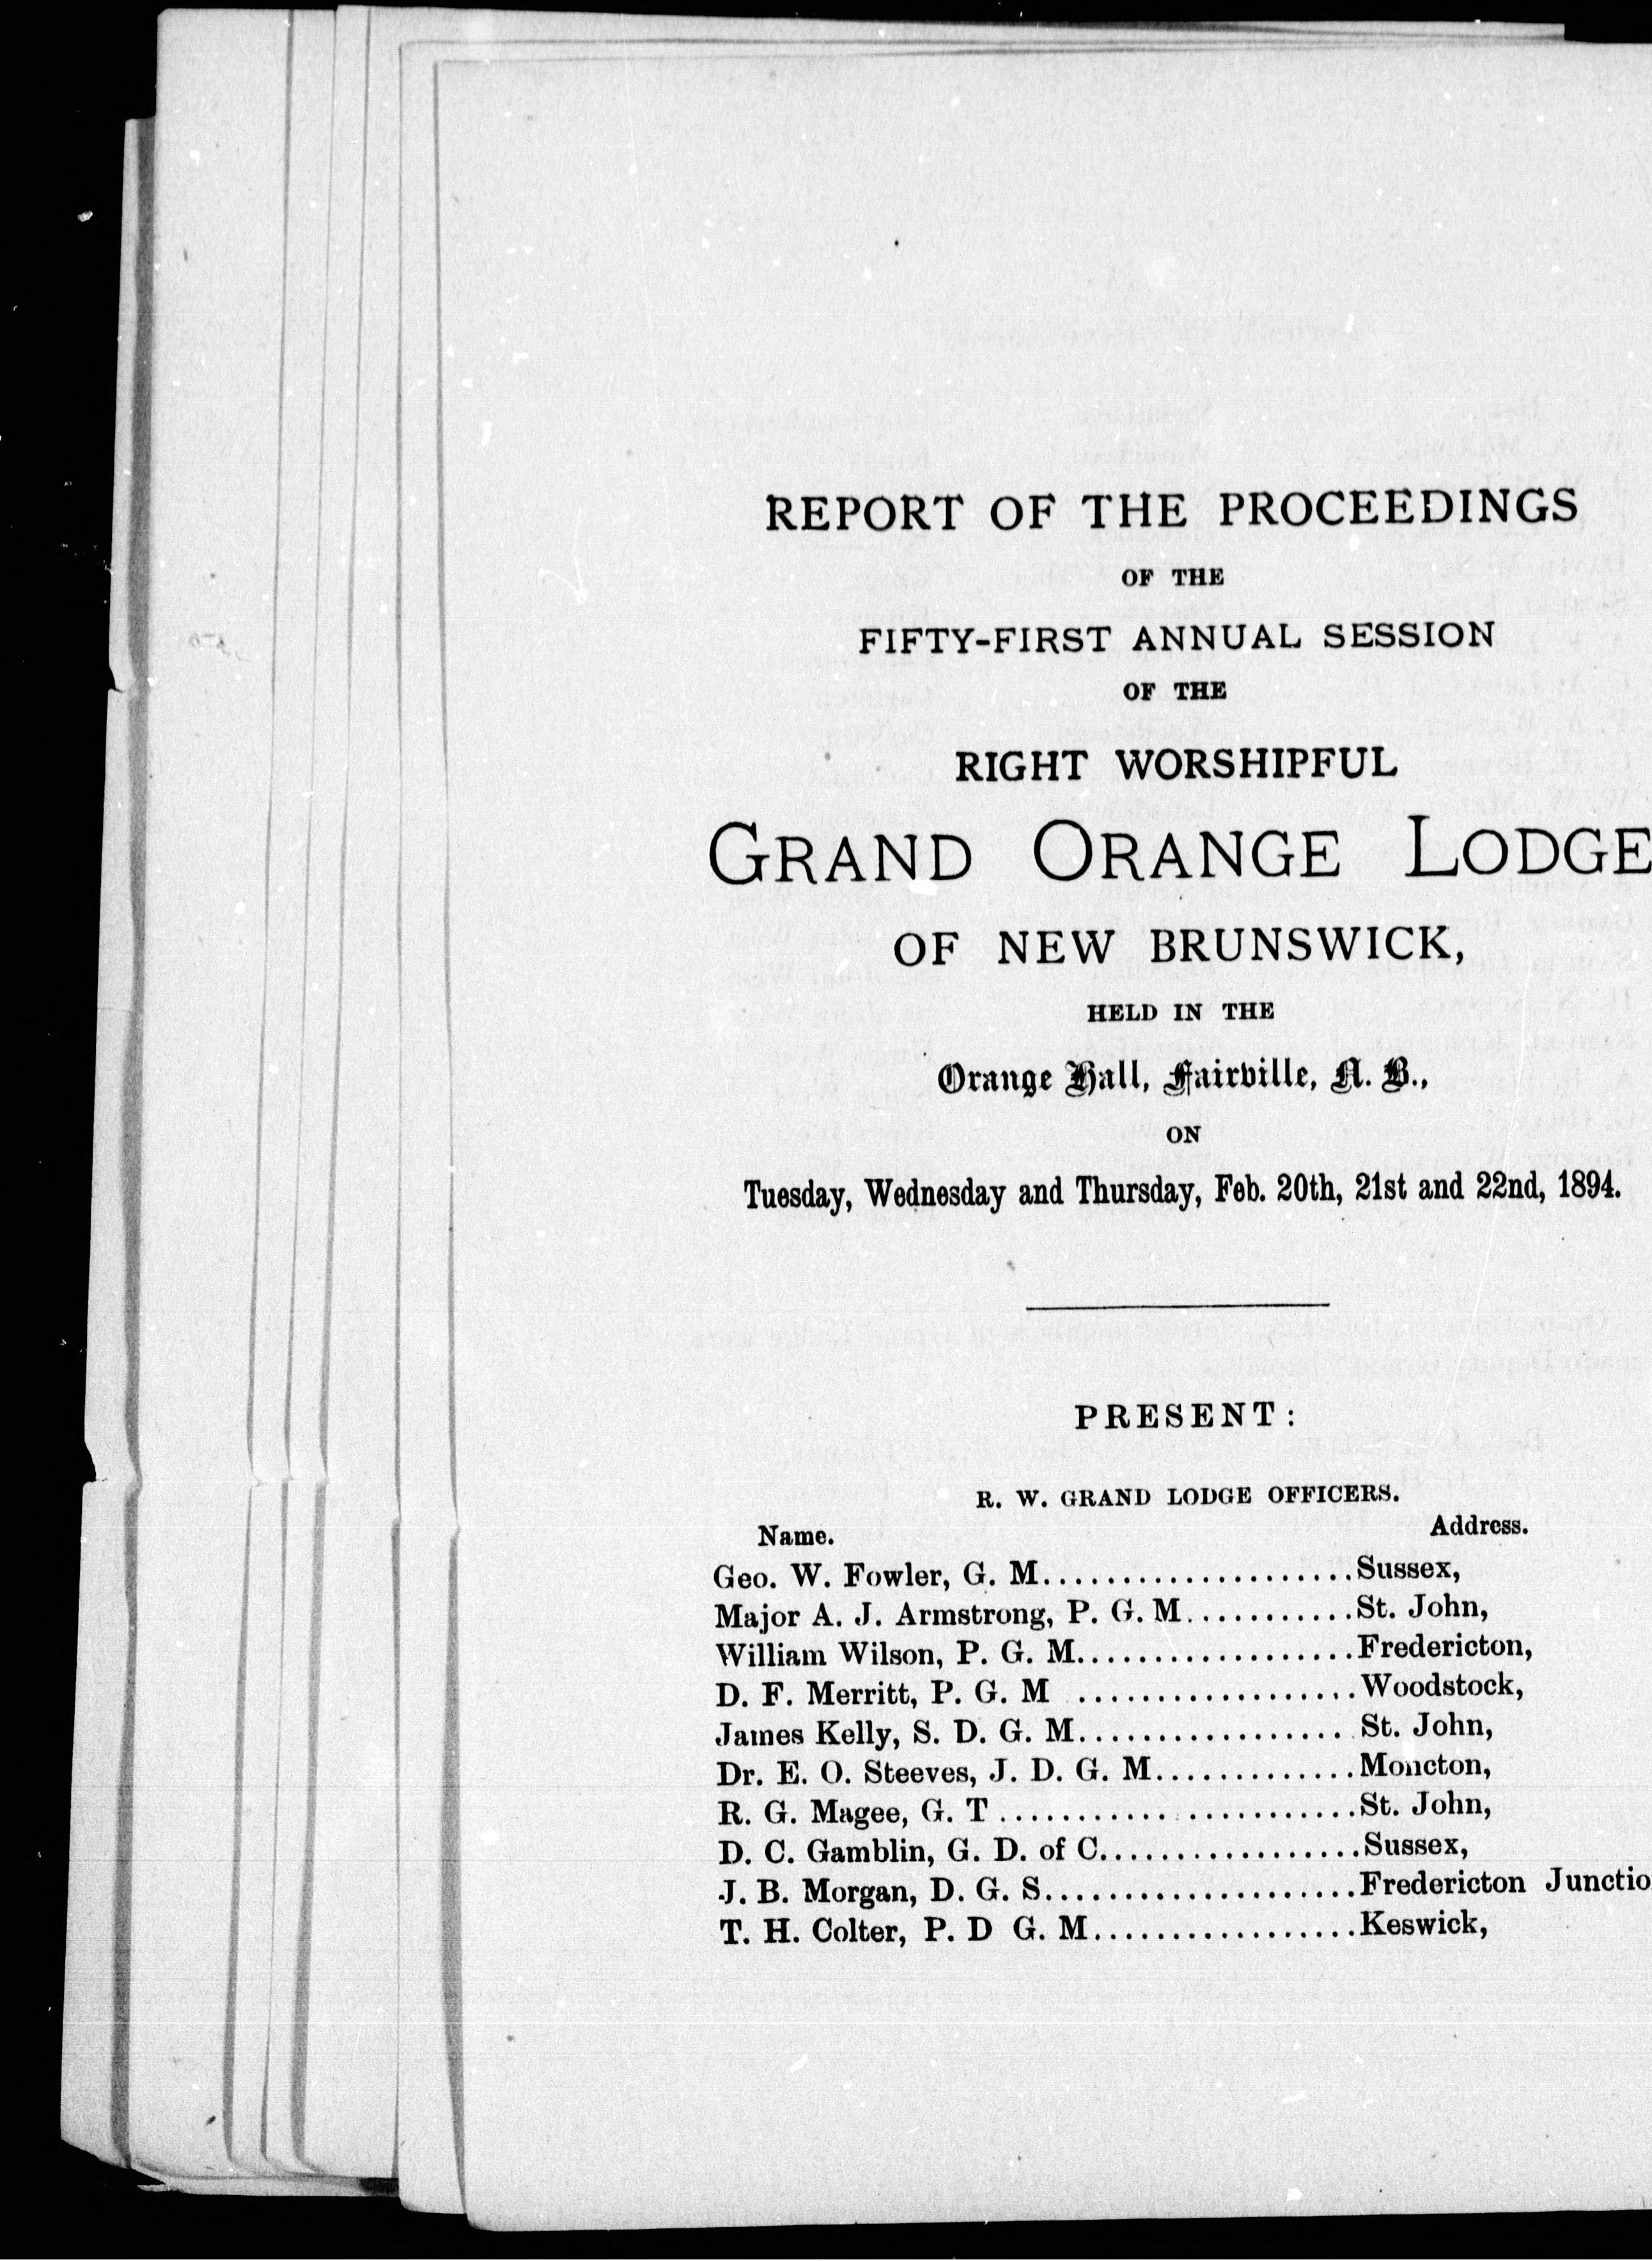 REPORT OF THE PROCEEDINGS
OF THE
FIFTY-FIRST ANNUAL SESSION
OF THE
RIGHT WORSHIPFUL
GRAND ORANGE LODGE
OF NEW BRUNSWICK,
HELD IN THE
Orange Hall, Fairville, N. B.,
ON
Tuesday, Wednesday and Thursday, Feb. 20th, 21st and 22nd, 1894.
PRESENT:
R. W. GRAND LODGE OFFICERS.
Name. Address.
Geo. W. Fowler, G. M.....................Sussex,
Major A. J. Armstrong, P. G. M...........St. John,
William Wilson, P. G. M..................Fredericton,
D. F. Merritt, P. G. M ..................Woodstock,
James Kelly, S. D. G. M.................. St. John,
Dr. E. O. Steeves, J. D. G. M.............Moncton,
R. G. Magee, G. T ........... ...........St. John,
D. C. Gamblin, G. D. of C.................Sussex,
J. B. Morgan, D. G. S....................Fredericton Junctio
T. H. Colter, P. D G. M.................Keswick,